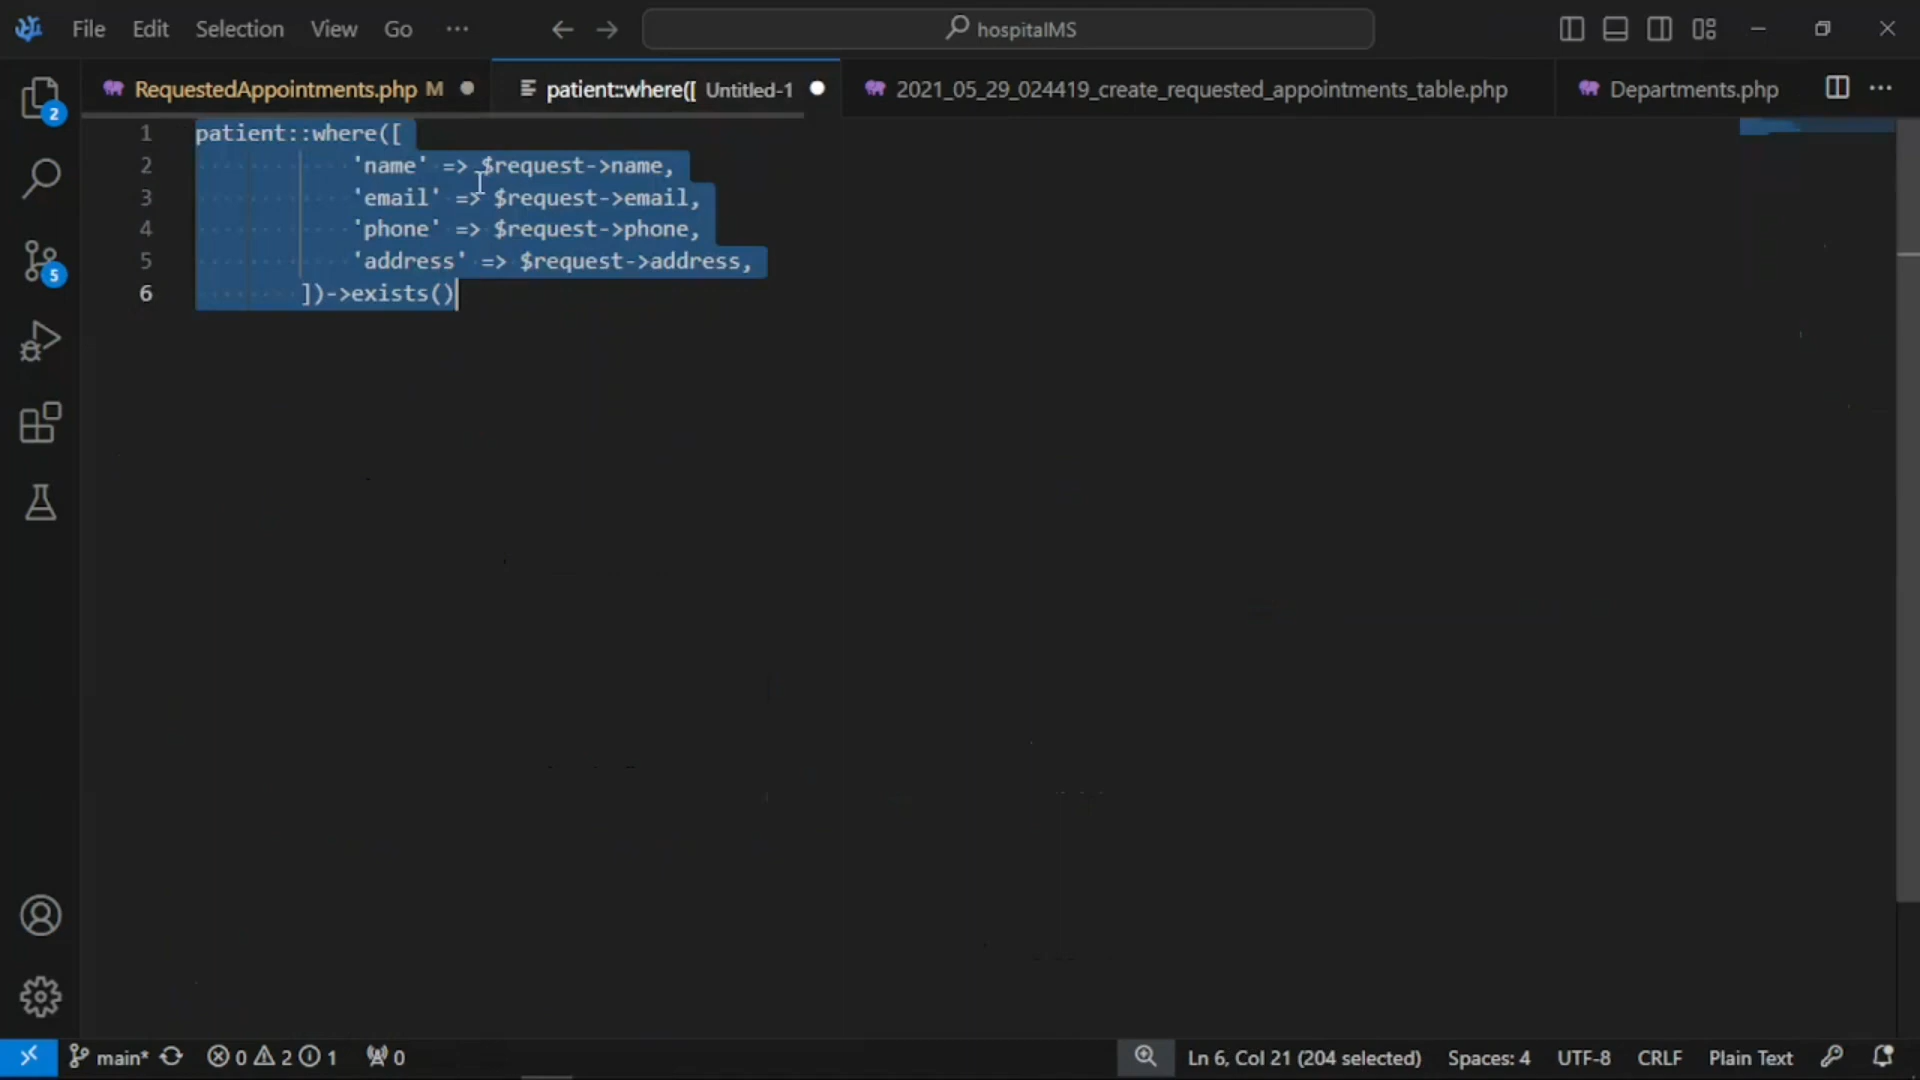 File Edit Selection View Go ··· hospitalMS
RequestedAppointments.php M patient::where([ Untitled-1 2021_05_29_024419_create_requested_appointments_table.php Departments.php ···
1 patient::where([
2 'name' => $request->name,
3 'email' => $request->email,
4 'phone' => $request->phone,
5 'address' => $request->address,
6 ])->exists()
2
5
main* 0 2 1 0 Ln 6, Col 21 (204 selected) Spaces: 4 UTF-8 CRLF Plain Text